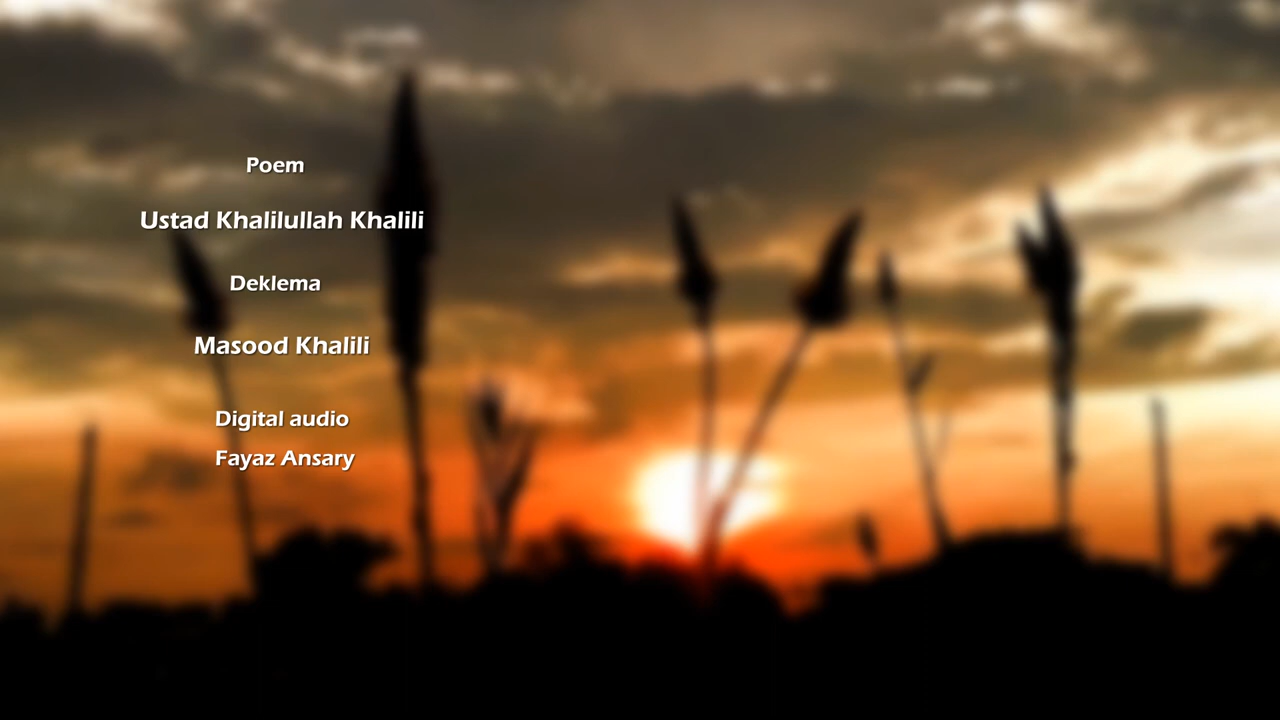 Poem
Ustad Khalilullah Khalili
Deklema
Masood Khalili
Digital audio
Fayaz Ansary